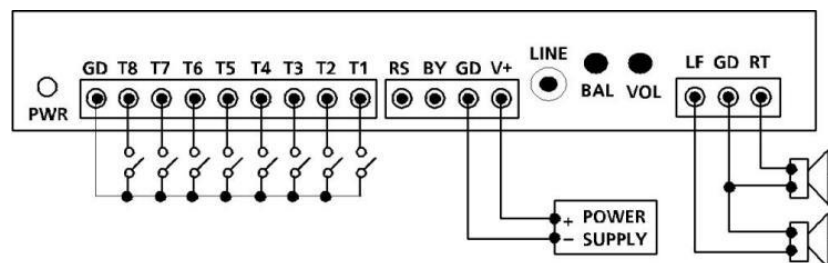 GD T8 T7 T6 T5 T4 T3 T2 T1 RS BY GD V+ LINE LF GD RT
PWR BAL VOL
+ POWER
− SUPPLY